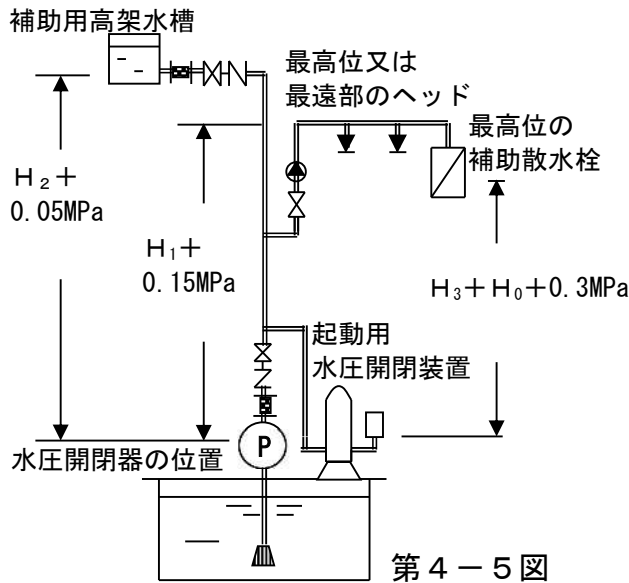 補助用高架水槽
最高位又は
最遠部のヘッド
最高位の
補助散水栓
H₂+
0.05MPa
H₁+
0.15MPa
H₃+H₀+0.3MPa
起動用
水圧開閉装置
水圧開閉器の位置
P
第4-5図